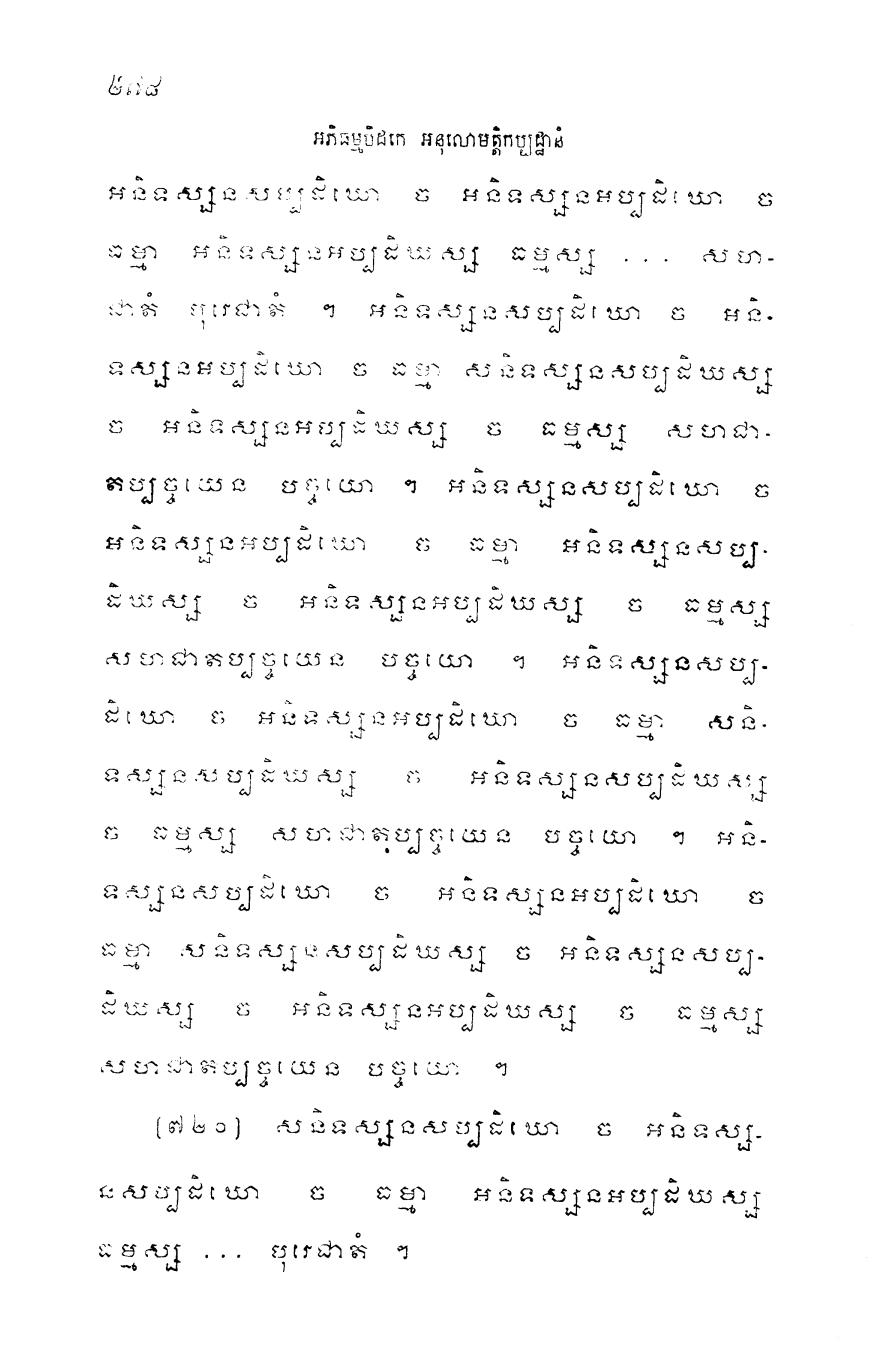 ២៧៨
អភិធម្មបិដកេ អនុលោមត្តិកប្បដ្ឋានំ
អនិទស្សនសប្បដិឃោ ច អនិទស្សនអប្បដិឃោ ច
ធម្មា អនិទស្សនអប្បដិឃស្ស ធម្មស្ស ... សហ-
ជាតំ បុរេជាតំ ។ អនិទស្សនសប្បដិឃោ ច អនិ-
ទស្សនអប្បដិឃោ ច ធម្មា សនិទស្សនសប្បដិឃស្ស
ច អនិទស្សនអប្បដិឃស្ស ច ធម្មស្ស សហជា-
តប្បច្ចយេន បច្ចយោ ។ អនិទស្សនសប្បដិឃោ ច
អនិទស្សនអប្បដិឃោ ច ធម្មា អនិទស្សនសប្ប-
ដិឃស្ស ច អនិទស្សនអប្បដិឃស្ស ច ធម្មស្ស
សហជាតប្បច្ចយេន បច្ចយោ ។ អនិទស្សនសប្ប-
ដិឃោ ច អនិទស្សនអប្បដិឃោ ច ធម្មា សនិ-
ទស្សនសប្បដិឃស្ស ច អនិទស្សនសប្បដិឃស្ស
ច ធម្មស្ស សហជាតប្បច្ចយេន បច្ចយោ ។ អនិ-
ទស្សនសប្បដិឃោ ច អនិទស្សនអប្បដិឃោ ច
ធម្មា សនិទស្សនសប្បដិឃស្ស ច អនិទស្សនសប្ប-
ដិឃស្ស ច អនិទស្សនអប្បដិឃស្ស ច ធម្មស្ស
សហជាតប្បច្ចយេន បច្ចយោ ។
[៧២១] សនិទស្សនសប្បដិឃោ ច អនិទស្ស-
នសប្បដិឃោ ច ធម្មា អនិទស្សនអប្បដិឃស្ស
ធម្មស្ស ... បុរេជាតំ ។